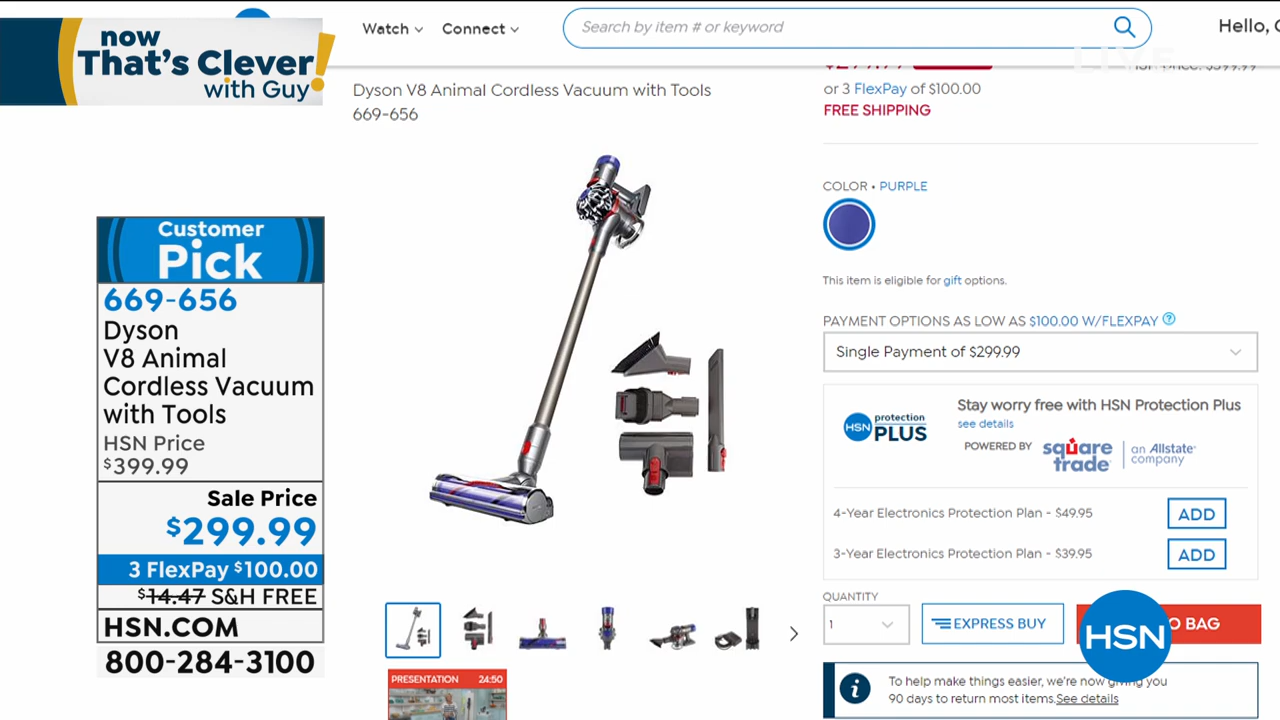 now
That's Clever!
with Guy
Watch
Connect
Search by item # or keyword
Hello,
LIVE
Dyson V8 Animal Cordless Vacuum with Tools
669-656
or 3 FlexPay of $100.00
FREE SHIPPING
COLOR • PURPLE
This item is eligible for gift options.
PAYMENT OPTIONS AS LOW AS $100.00 W/FLEXPAY ?
Single Payment of $299.99
HSN protection PLUS
Stay worry free with HSN Protection Plus
see details
POWERED BY square trade | an Allstate company
4-Year Electronics Protection Plan - $49.95
ADD
3-Year Electronics Protection Plan - $39.95
ADD
QUANTITY
1
EXPRESS BUY
O BAG
HSN
To help make things easier, we're now giving you
90 days to return most items. See details
Customer
Pick
669-656
Dyson
V8 Animal
Cordless Vacuum
with Tools
HSN Price
$399.99
Sale Price
$299.99
3 FlexPay $100.00
$14.47 S&H FREE
HSN.COM
800-284-3100
PRESENTATION 24:50